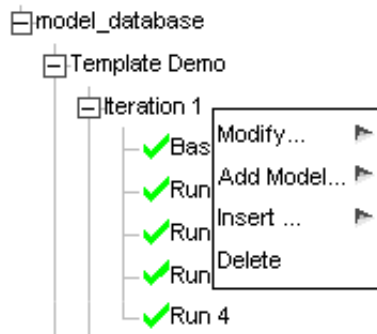 model_database
Template Demo
Iteration 1
Modify...
Bas
Add Model...
Run
Insert ...
Run
Delete
Run
Run 4